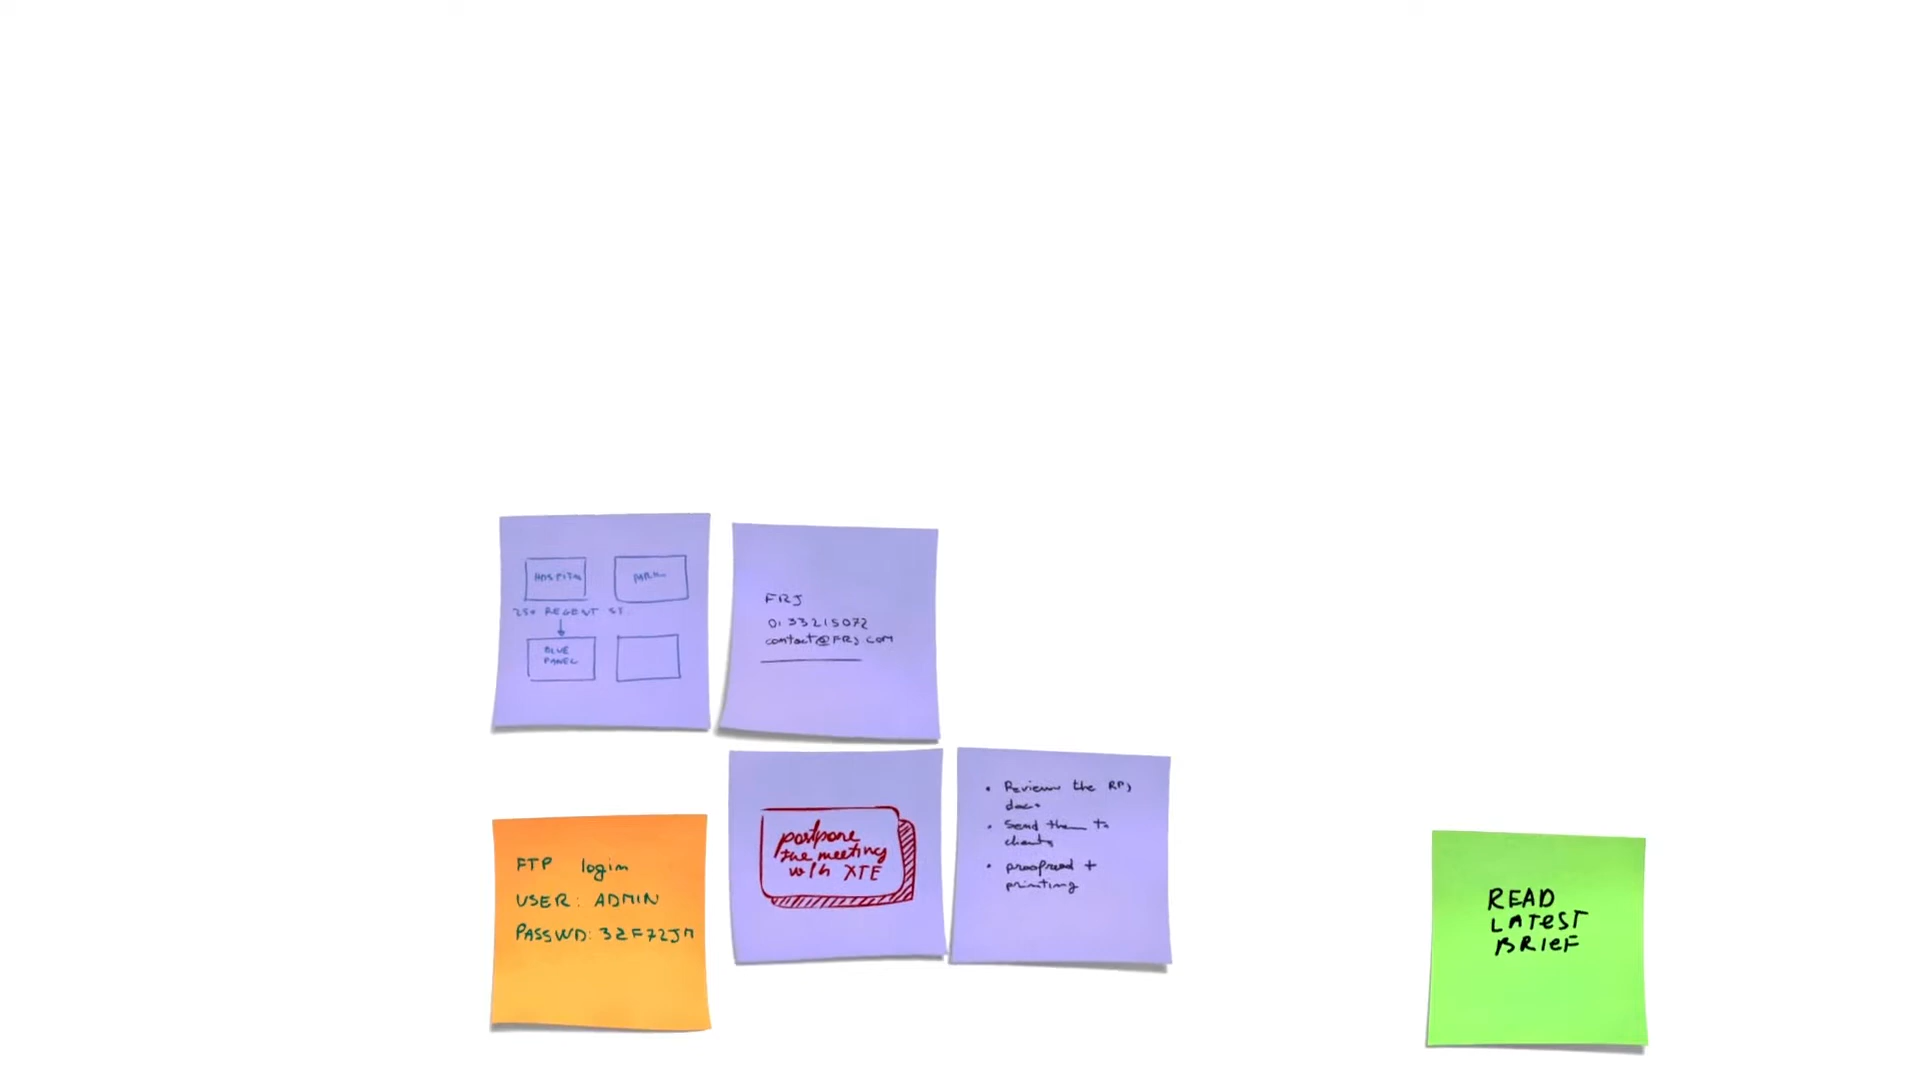 HOSPITAL
PARK
250 REGENT ST
BLUE
PANEL
FRJ
0133215072
contact@FRJ.COM
postpone
the meeting
with XTE
• Review the RPJ
docs
• Send them to
clients
• proofread +
printing
FTP login
USER: ADMIN
PASSWD: 32F72JM
READ
LATEST
BRIEF